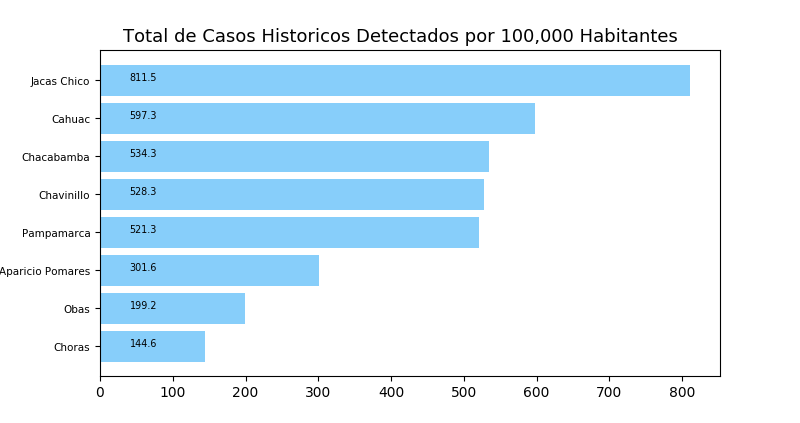 Total de Casos Historicos Detectados por 100,000 Habitantes
Jacas Chico 811.5
Cahuac 597.3
Chacabamba 534.3
Chavinillo 528.3
Pampamarca 521.3
Aparicio Pomares 301.6
Obas 199.2
Choras 144.6
0 100 200 300 400 500 600 700 800